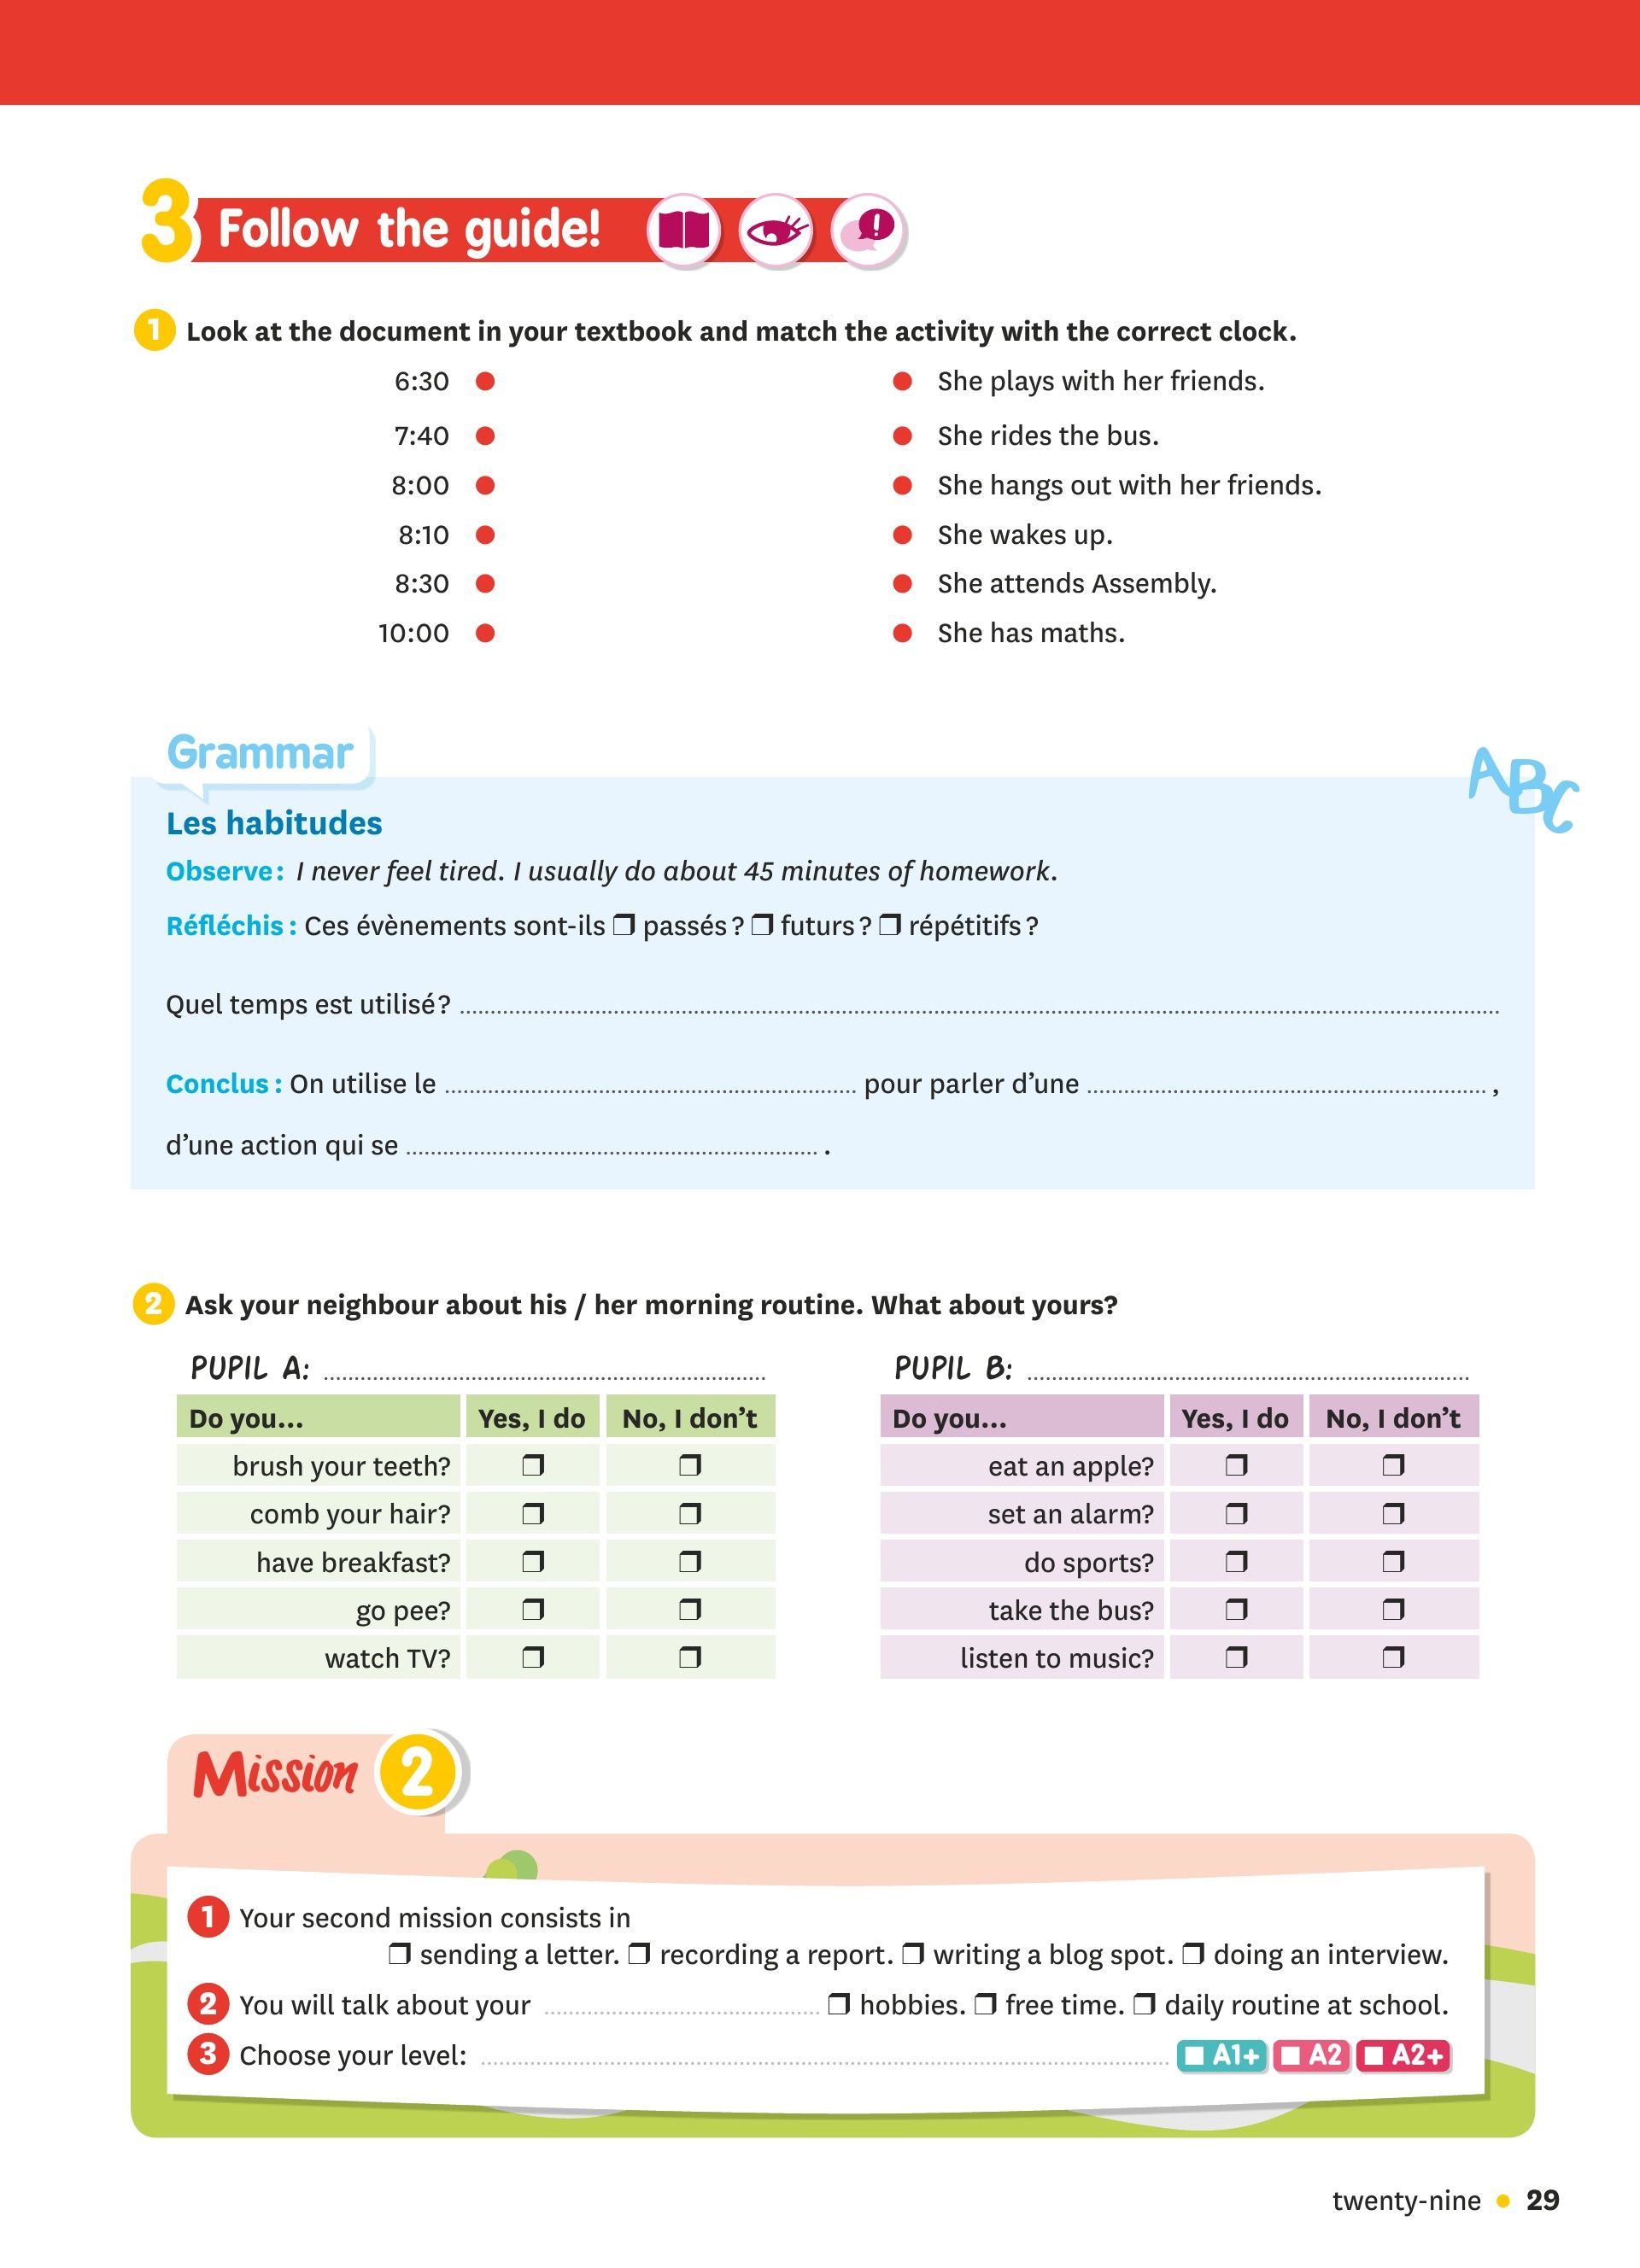 3 Follow the guide!
1 Look at the document in your textbook and match the activity with the correct clock.
6:30 ● ● She plays with her friends.
7:40 ● ● She rides the bus.
8:00 ● ● She hangs out with her friends.
8:10 ● ● She wakes up.
8:30 ● ● She attends Assembly.
10:00 ● ● She has maths.
Grammar
ABC
Les habitudes
Observe : I never feel tired. I usually do about 45 minutes of homework.
Réfléchis : Ces évènements sont-ils ❒ passés ? ❒ futurs ? ❒ répétitifs ?
Quel temps est utilisé ? ..........
Conclus : On utilise le .......... pour parler d’une .......... ,
d’une action qui se .......... .
2 Ask your neighbour about his / her morning routine. What about yours?
PUPIL A: ..........
Do you... Yes, I do No, I don’t
brush your teeth? ❒ ❒
comb your hair? ❒ ❒
have breakfast? ❒ ❒
go pee? ❒ ❒
watch TV? ❒ ❒
PUPIL B: ..........
Do you... Yes, I do No, I don’t
eat an apple? ❒ ❒
set an alarm? ❒ ❒
do sports? ❒ ❒
take the bus? ❒ ❒
listen to music? ❒ ❒
Mission 2
1 Your second mission consists in
❒ sending a letter. ❒ recording a report. ❒ writing a blog spot. ❒ doing an interview.
2 You will talk about your .......... ❒ hobbies. ❒ free time. ❒ daily routine at school.
3 Choose your level: .......... ■ A1+ ■ A2 ■ A2+
twenty-nine ● 29